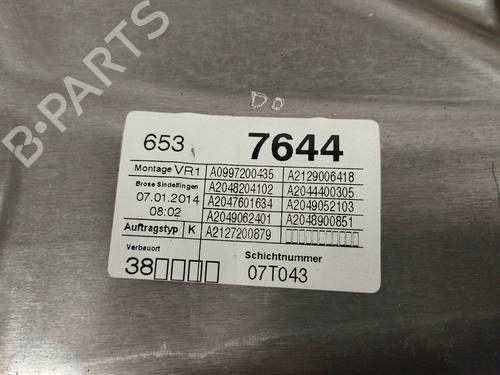 B-PARTS
DO
653 7644
Montage VR1 A0997200435 A2129006418
Brose Sindelfingen A2048204102 A2044400305
07.01.2014 A2047601634 A2049052103
08:02 A2049062401 A2048900851
Auftragstyp K A2127200879 □□□□□□□□□□□
Verbauort Schichtnummer
38□□□□ 07T043